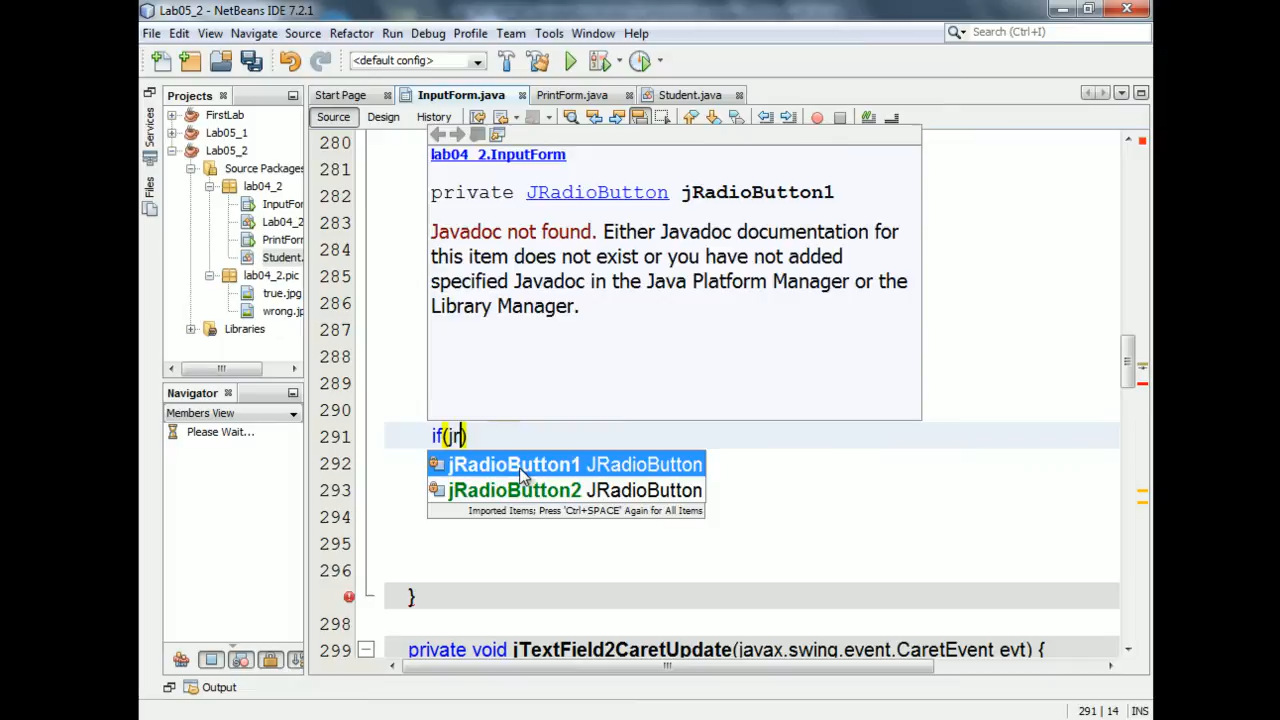 Lab05_2 - NetBeans IDE 7.2.1
File Edit View Navigate Source Refactor Run Debug Profile Team Tools Window Help
Search (Ctrl+I)
<default config>
Projects
Start Page
InputForm.java
PrintForm.java
Student.java
Source
Design
History
Services
Files
FirstLab
Lab05_1
Lab05_2
Source Packages
lab04_2
InputFo
Lab04_2
PrintForm
Student.
lab04_2.pic
true.jpg
wrong.jp
Libraries
Navigator
Members View
Please Wait...
280
281
282
283
284
285
286
287
288
289
290
291 if(jr)
292
293
294
295
296
}
298
299 private void jTextField2CaretUpdate(javax.swing.event.CaretEvent evt) {
lab04_2.InputForm
private JRadioButton jRadioButton1
Javadoc not found. Either Javadoc documentation for
this item does not exist or you have not added
specified Javadoc in the Java Platform Manager or the
Library Manager.
jRadioButton1 JRadioButton
jRadioButton2 JRadioButton
Imported Items; Press 'Ctrl+SPACE' Again for All Items
Output
291 | 14 INS